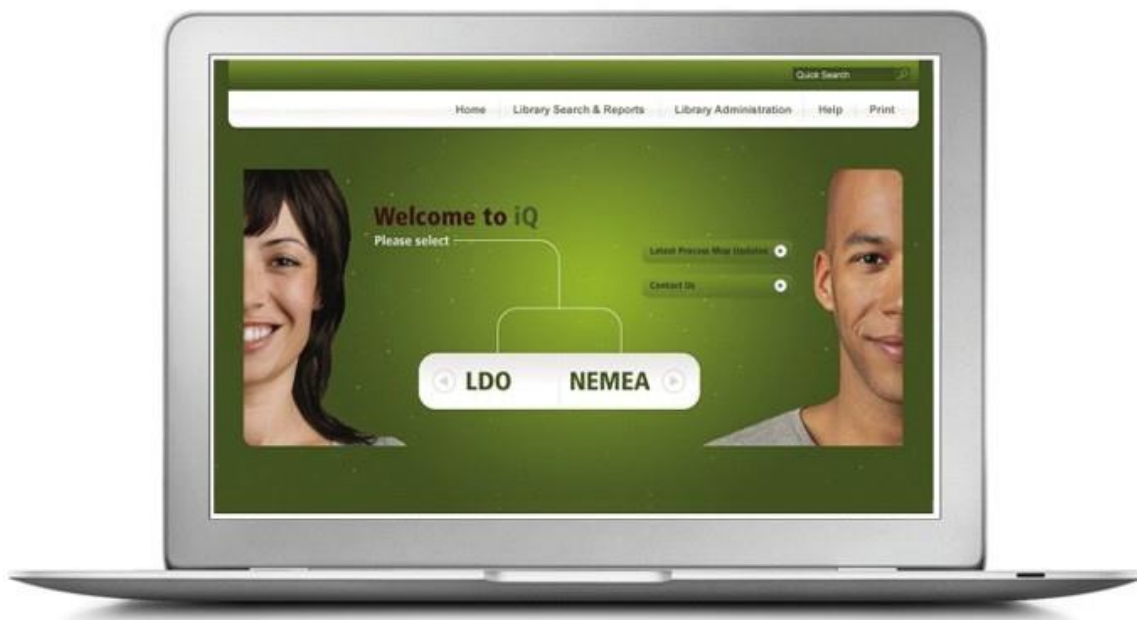 Quick Search
Home Library Search & Reports Library Administration Help Print
Welcome to iQ
Please select
Latest Process Map Updates
Contact Us
LDO NEMEA